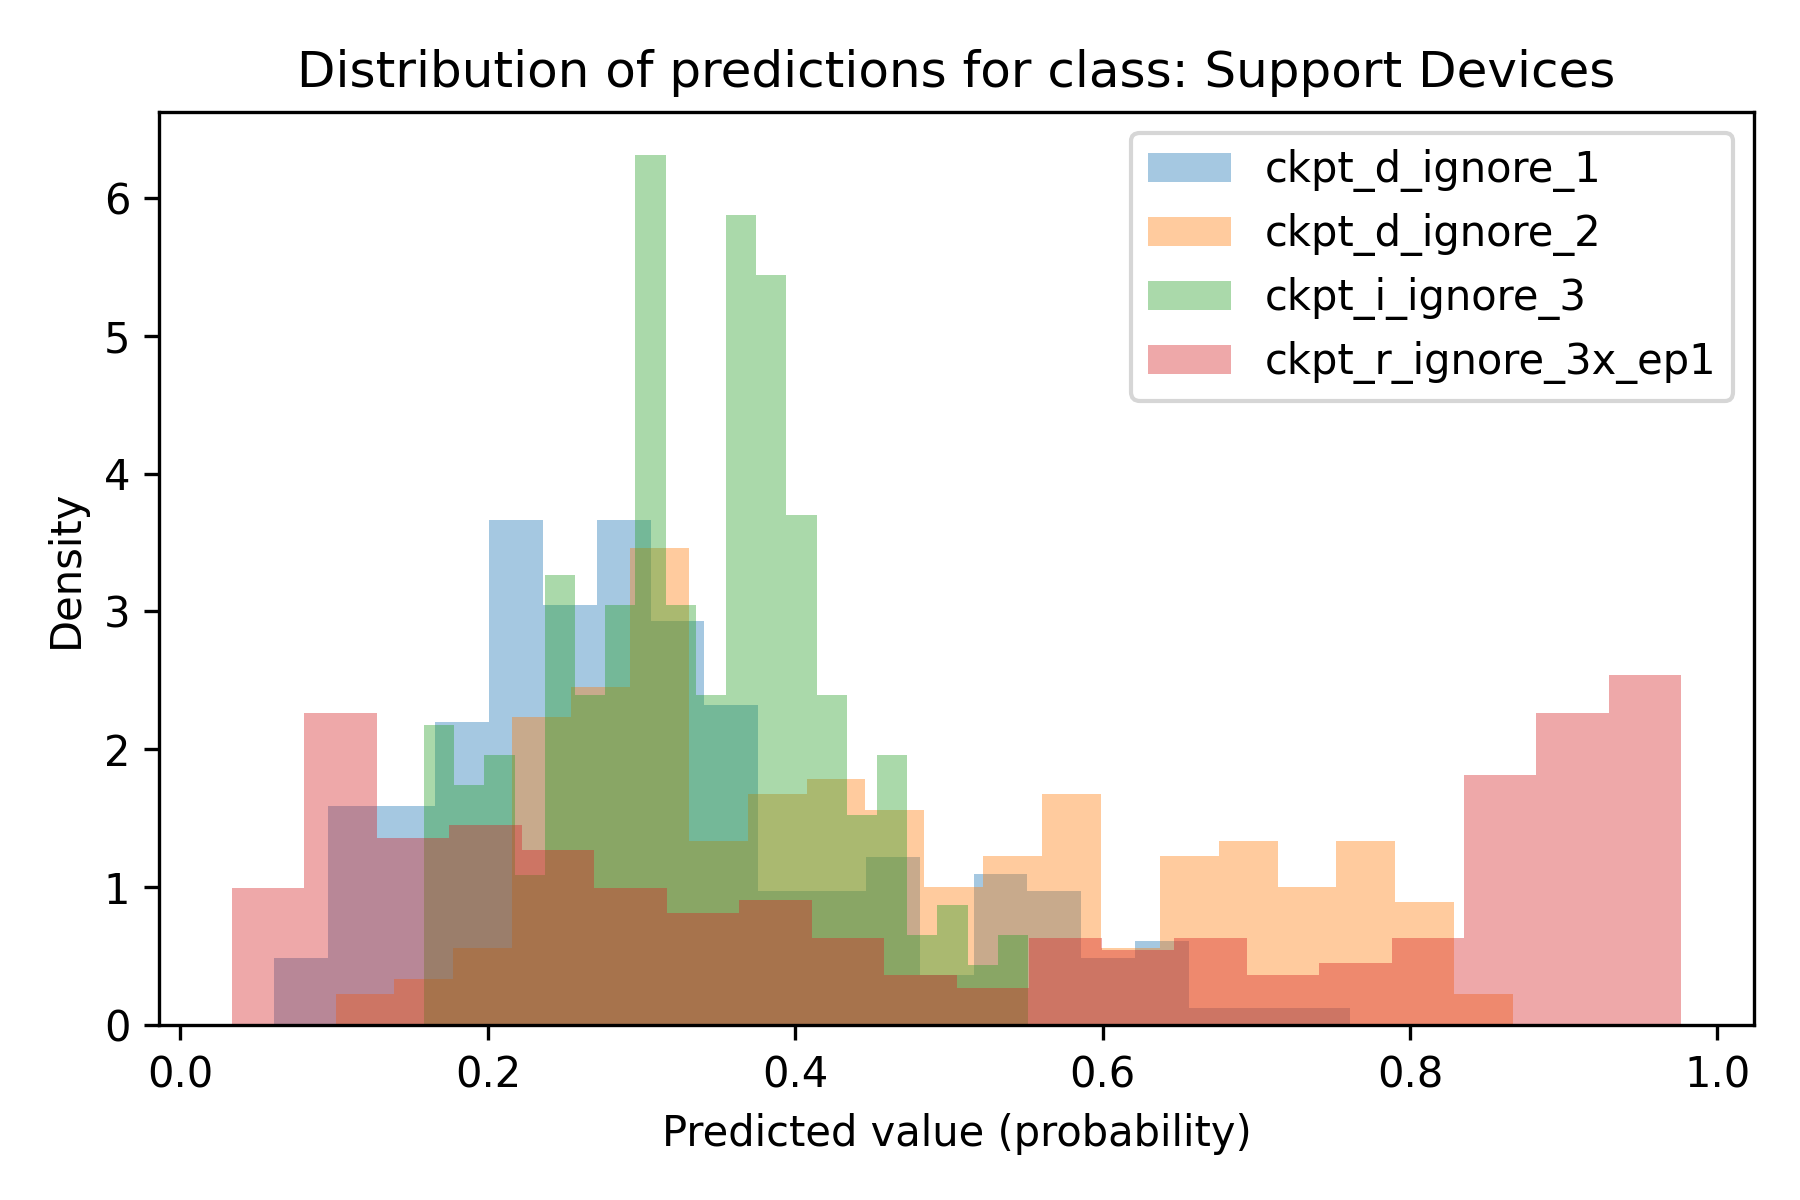 Distribution of predictions for class: Support Devices
ckpt_d_ignore_1
ckpt_d_ignore_2
ckpt_i_ignore_3
ckpt_r_ignore_3x_ep1
Density
6
5
4
3
2
1
0
0.0 0.2 0.4 0.6 0.8 1.0
Predicted value (probability)